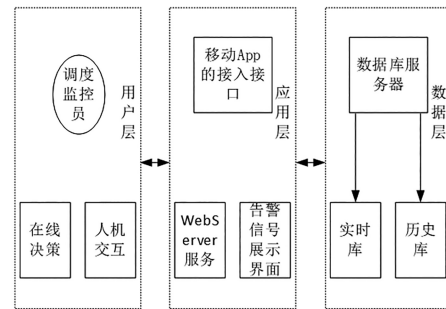 调度
监控
员
用
户
层
在线
决策
人机
交互
移动App
的接入接
口
应
用
层
WebS
erver
服务
告警
信号
展示
界面
数据库服
务器
数
据
层
实时
库
历史
库